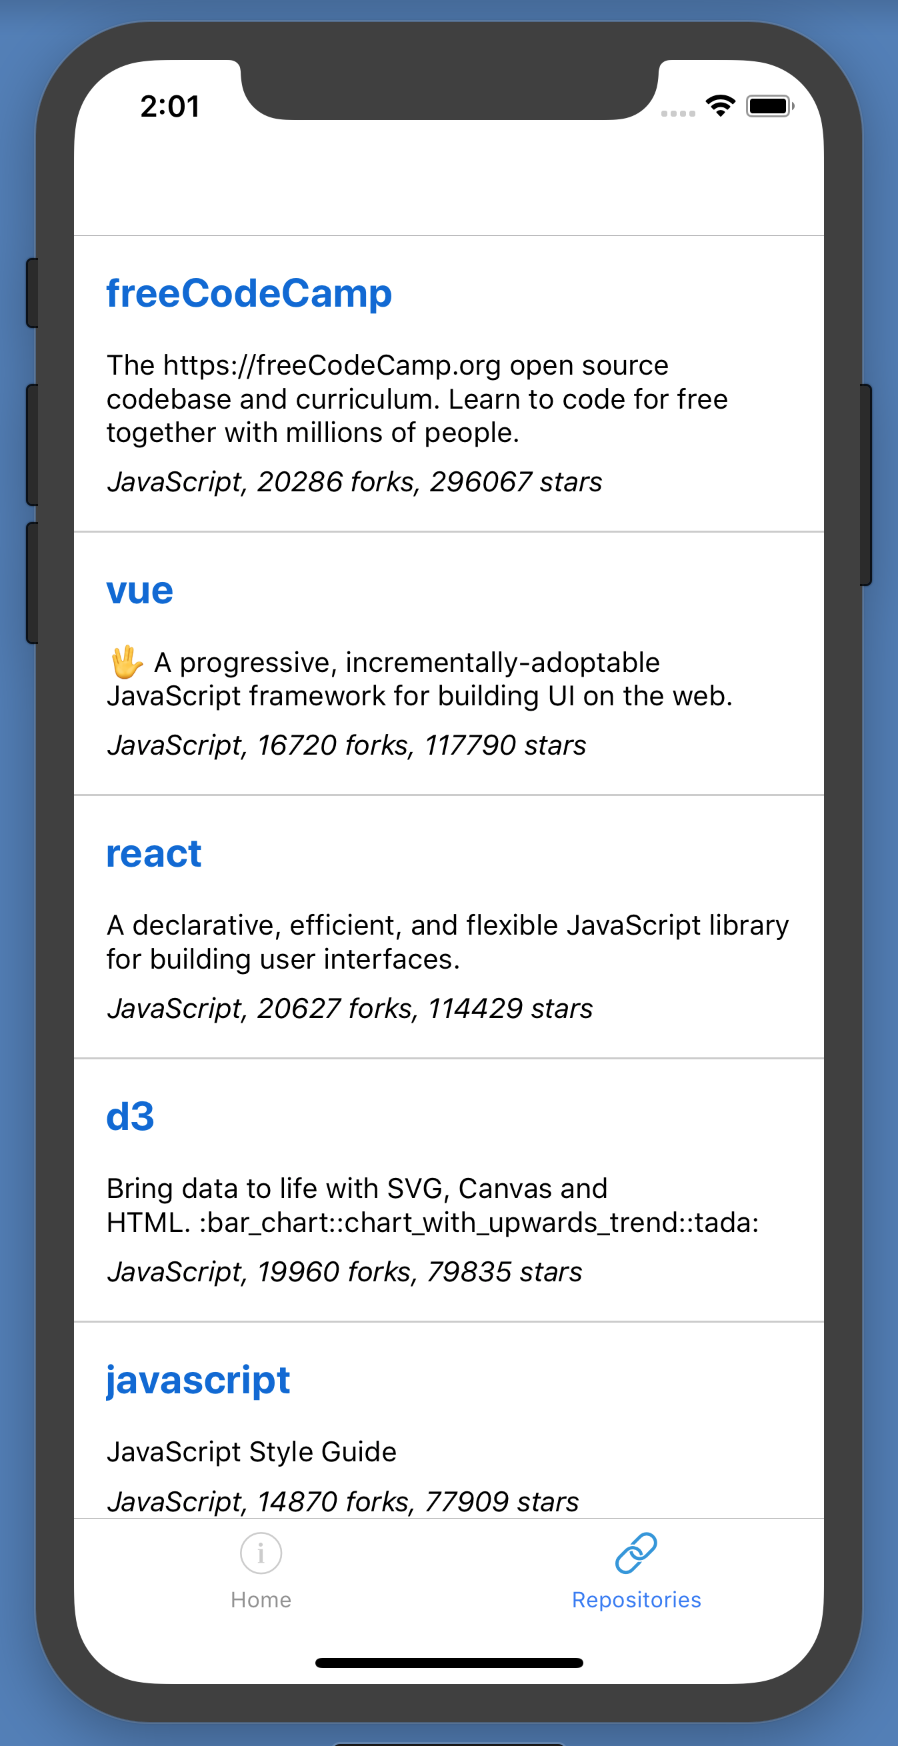 2:01
freeCodeCamp
The https://freeCodeCamp.org open source
codebase and curriculum. Learn to code for free
together with millions of people.
JavaScript, 20286 forks, 296067 stars
vue
🖖 A progressive, incrementally-adoptable
JavaScript framework for building UI on the web.
JavaScript, 16720 forks, 117790 stars
react
A declarative, efficient, and flexible JavaScript library
for building user interfaces.
JavaScript, 20627 forks, 114429 stars
d3
Bring data to life with SVG, Canvas and
HTML. :bar_chart::chart_with_upwards_trend::tada:
JavaScript, 19960 forks, 79835 stars
javascript
JavaScript Style Guide
JavaScript, 14870 forks, 77909 stars
Home
Repositories